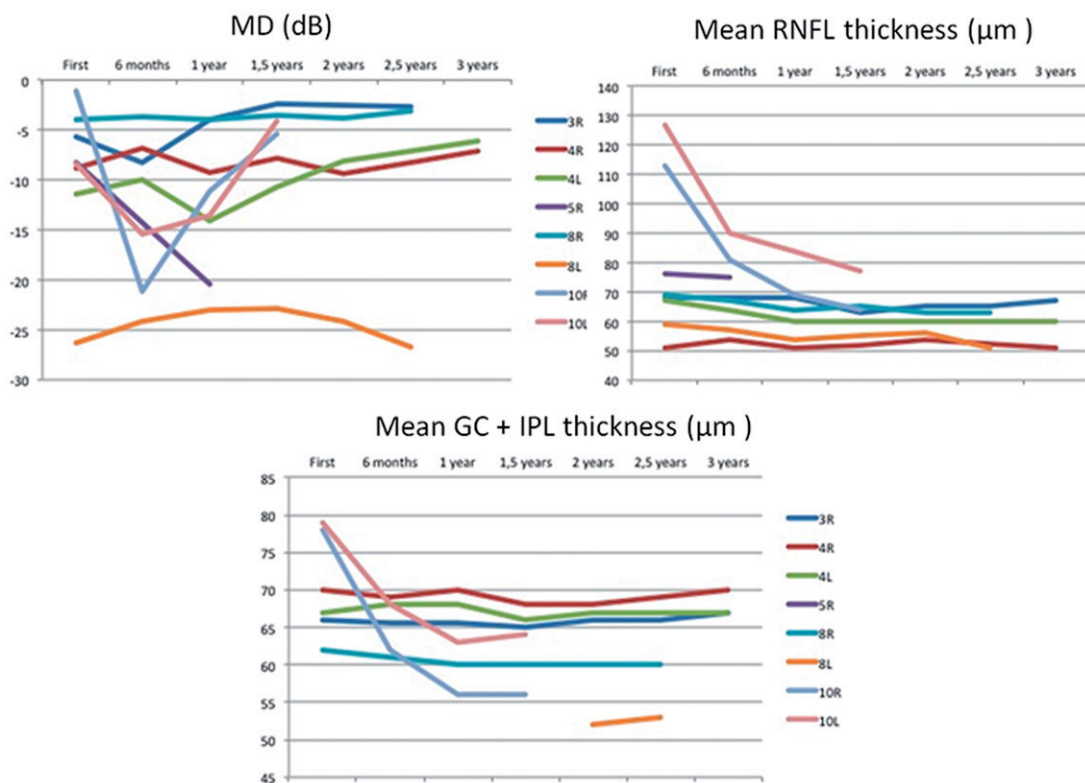 MD (dB)
First 6 months 1 year 1,5 years 2 years 2,5 years 3 years
0
-5
-10
-15
-20
-25
-30
3R
4R
4L
5R
8R
8L
10R
10L
Mean RNFL thickness (µm )
First 6 months 1 year 1,5 years 2 years 2,5 years 3 years
140
130
120
110
100
90
80
70
60
50
40
Mean GC + IPL thickness (µm )
First 6 months 1 year 1,5 years 2 years 2,5 years 3 years
85
80
75
70
65
60
55
50
45
3R
4R
4L
5R
8R
8L
10R
10L